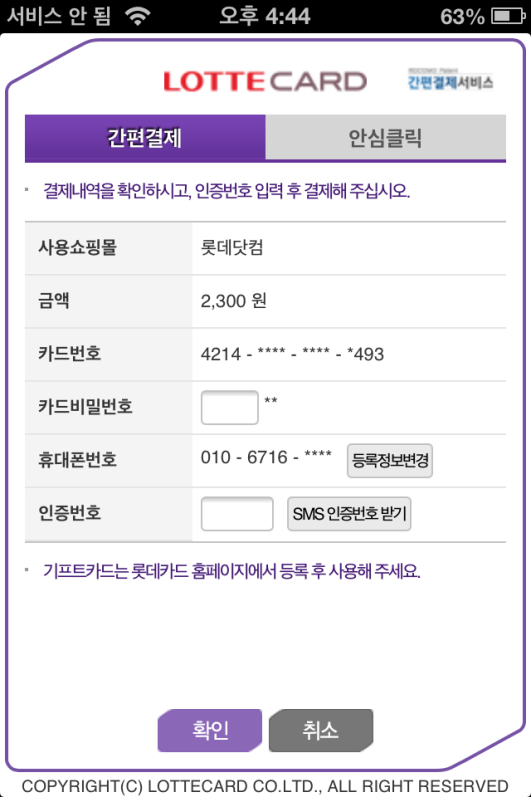 서비스 안 됨 오후 4:44 63%
LOTTE CARD 간편결제서비스
간편결제 안심클릭
결제내역을 확인하시고, 인증번호 입력 후 결제해 주십시오.
사용쇼핑몰 롯데닷컴
금액 2,300 원
카드번호 4214 - **** - **** - *493
카드비밀번호 **
휴대폰번호 010 - 6716 - **** 등록정보변경
인증번호 SMS 인증번호 받기
기프트카드는 롯데카드 홈페이지에서 등록 후 사용해 주세요.
확인 취소
COPYRIGHT(C) LOTTECARD CO.LTD., ALL RIGHT RESERVED